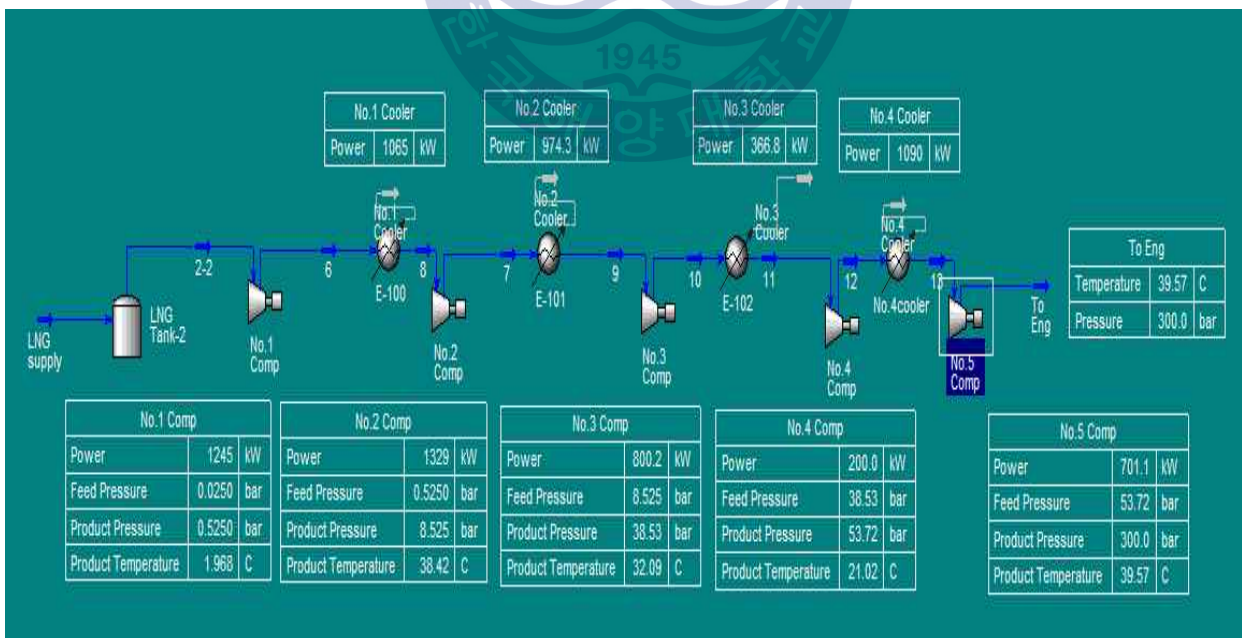 1945
한국해양대학교
No.1 Cooler
Power 1065 kW
No.2 Cooler
Power 974.3 kW
No.3 Cooler
Power 366.8 kW
No.4 Cooler
Power 1090 kW
No.1
Cooler
No.2
Cooler
No.3
Cooler
No.4
Cooler
2-2
6
8
7
9
10
11
12
13
E-100
E-101
E-102
No.4cooler
LNG
supply
LNG
Tank-2
No.1
Comp
No.2
Comp
No.3
Comp
No.4
Comp
No.5
Comp
To
Eng
To Eng
Temperature 39.57 C
Pressure 300.0 bar
No.1 Comp
Power 1245 kW
Feed Pressure 0.0250 bar
Product Pressure 0.5250 bar
Product Temperature 1.968 C
No.2 Comp
Power 1329 kW
Feed Pressure 0.5250 bar
Product Pressure 8.525 bar
Product Temperature 38.42 C
No.3 Comp
Power 800.2 kW
Feed Pressure 8.525 bar
Product Pressure 38.53 bar
Product Temperature 32.09 C
No.4 Comp
Power 200.0 kW
Feed Pressure 38.53 bar
Product Pressure 53.72 bar
Product Temperature 21.02 C
No.5 Comp
Power 701.1 kW
Feed Pressure 53.72 bar
Product Pressure 300.0 bar
Product Temperature 39.57 C